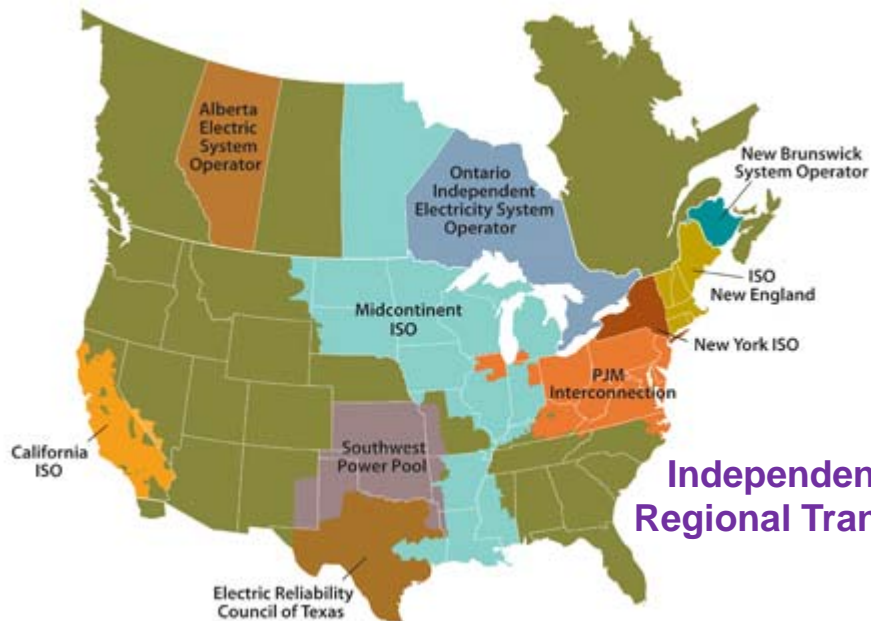 Alberta
Electric
System
Operator
Ontario
Independent
Electricity System
Operator
New Brunswick
System Operator
ISO
New England
Midcontinent
ISO
New York ISO
PJM
Interconnection
California
ISO
Southwest
Power Pool
Independen
Regional Tran
Electric Reliability
Council of Texas